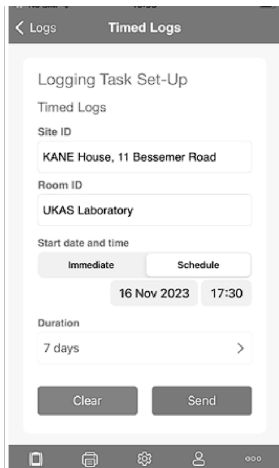 Logs Timed Logs
Logging Task Set-Up
Timed Logs
Site ID
KANE House, 11 Bessemer Road
Room ID
UKAS Laboratory
Start date and time
Immediate Schedule
16 Nov 2023 17:30
Duration
7 days
Clear Send